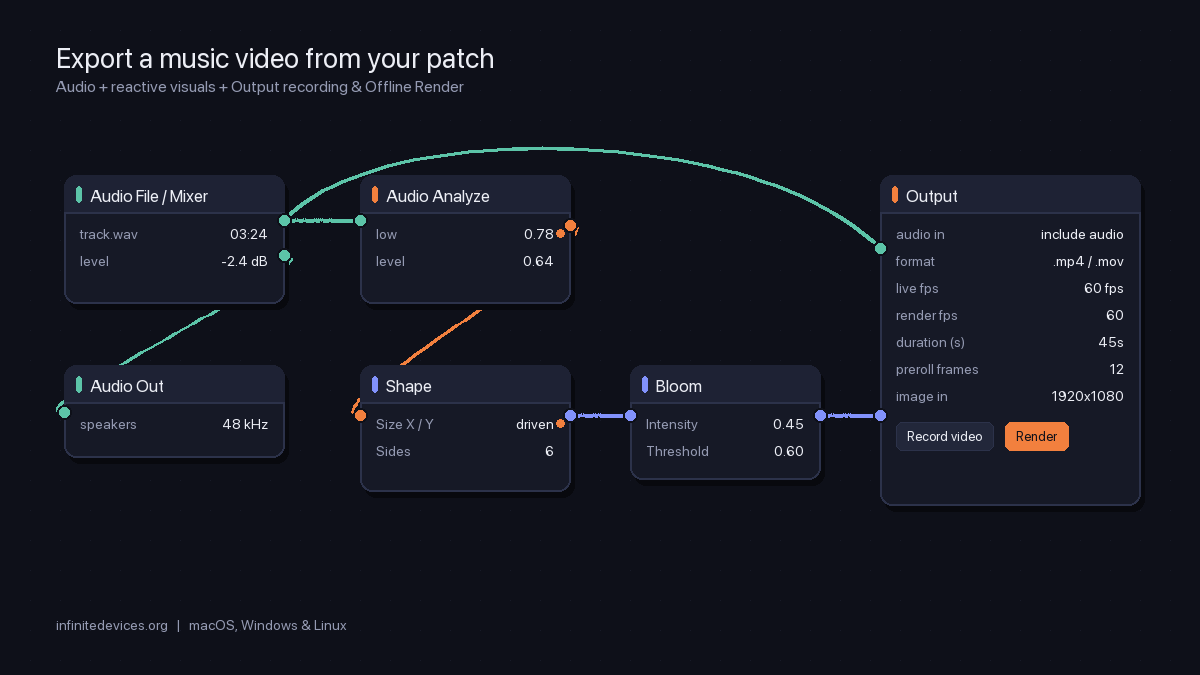 Export a music video from your patch
Audio + reactive visuals + Output recording & Offline Render
Audio File / Mixer
track.wav 03:24
level -2.4 dB
Audio Analyze
low 0.78
level 0.64
Output
audio in include audio
format .mp4 / .mov
live fps 60 fps
render fps 60
duration (s) 45s
preroll frames 12
image in 1920x1080
Record video Render
Audio Out
speakers 48 kHz
Shape
Size X / Y driven
Sides 6
Bloom
Intensity 0.45
Threshold 0.60
infinitedevices.org | macOS, Windows & Linux